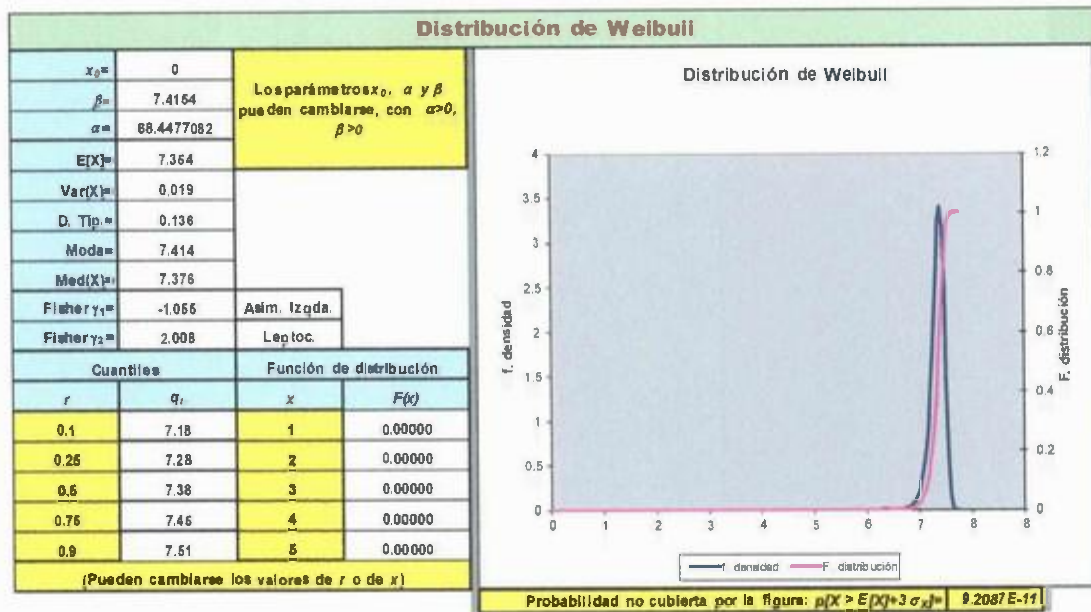 Distribución de Weibull
x₀= 0
β= 7.4154
α= 68.4477082
Los parámetros x₀, α y β
pueden cambiarse, con α>0,
β>0
E[X]= 7.354
Var(X)= 0.019
D. Tip.= 0.136
Moda= 7.414
Med(X)= 7.376
Fisher γ₁= -1.055 Asim. Izqda.
Fisher γ₂= 2.008 Leptoc.
Cuantiles Función de distribución
r qᵣ x F(x)
0.1 7.18 1 0.00000
0.25 7.28 2 0.00000
0.5 7.38 3 0.00000
0.75 7.45 4 0.00000
0.9 7.51 5 0.00000
(Pueden cambiarse los valores de r o de x)
Distribución de Weibull
f. densidad
4
3.5
3
2.5
2
1.5
1
0.5
0
F. distribución
1.2
1
0.8
0.6
0.4
0.2
0
0 1 2 3 4 5 6 7 8 8
f densidad F distribución
Probabilidad no cubierta por la figura: p[X > E[X]+3 σₓ]= 9.2087E-11